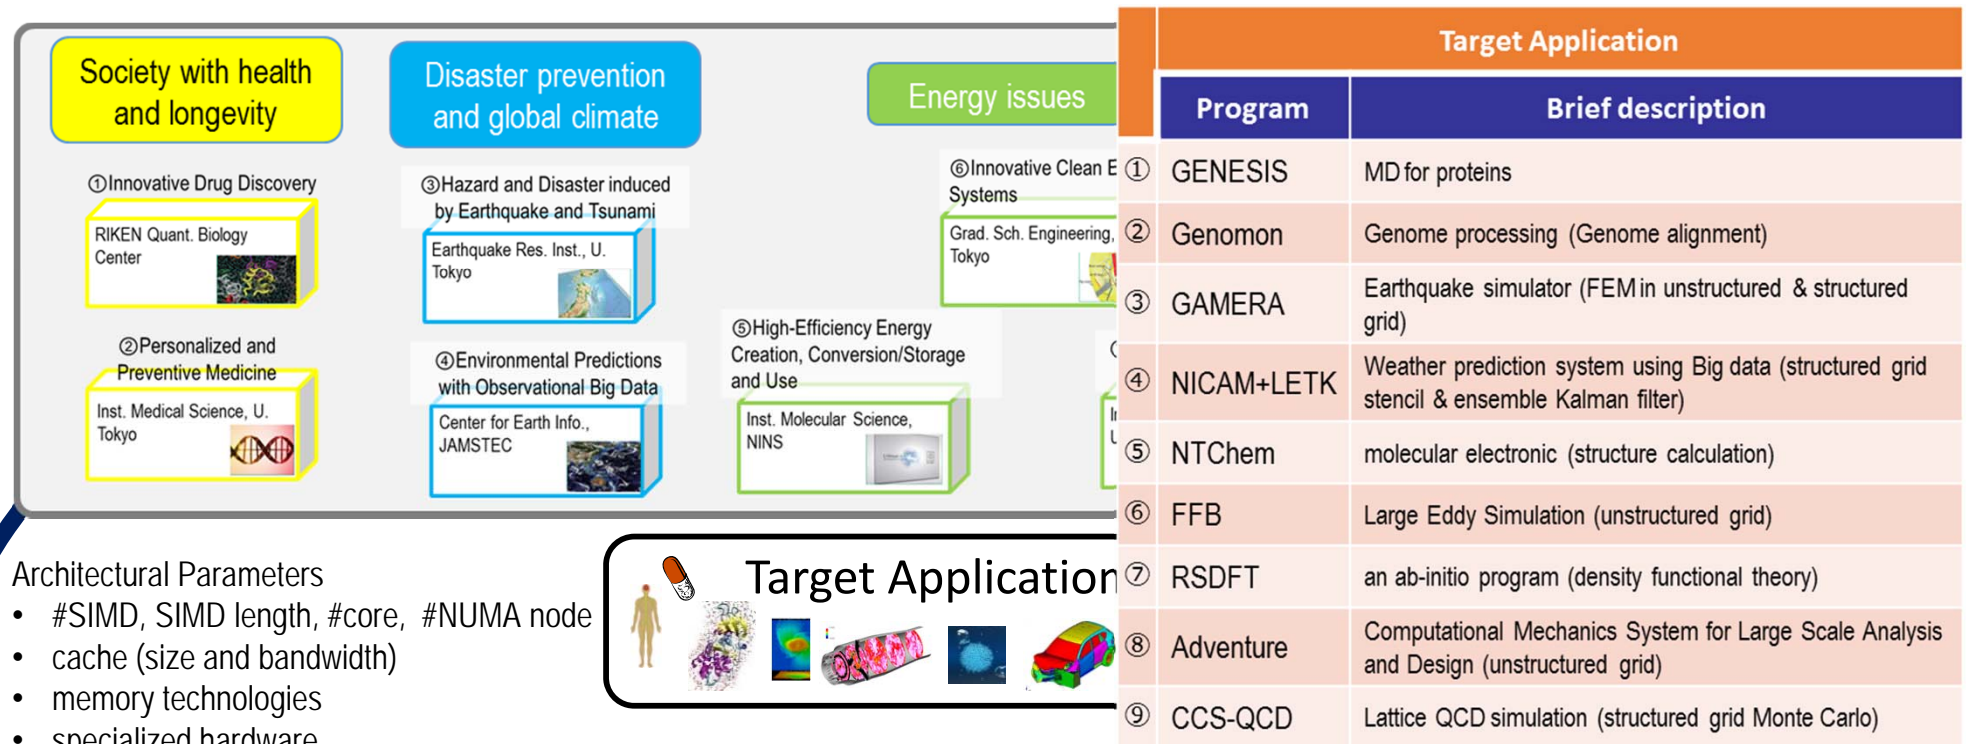 Society with health
and longevity
Disaster prevention
and global climate
Energy issues
①Innovative Drug Discovery
RIKEN Quant. Biology
Center
②Personalized and
Preventive Medicine
Inst. Medical Science, U.
Tokyo
③Hazard and Disaster induced
by Earthquake and Tsunami
Earthquake Res. Inst., U.
Tokyo
④Environmental Predictions
with Observational Big Data
Center for Earth Info.,
JAMSTEC
⑥Innovative Clean E
Systems
Grad. Sch. Engineering,
Tokyo
⑤High-Efficiency Energy
Creation, Conversion/Storage
and Use
Inst. Molecular Science,
NINS
Architectural Parameters
• #SIMD, SIMD length, #core, #NUMA node
• cache (size and bandwidth)
• memory technologies
• specialized hardware
Target Application
Target Application
Program Brief description
① GENESIS MD for proteins
② Genomon Genome processing (Genome alignment)
③ GAMERA Earthquake simulator (FEM in unstructured & structured
grid)
④ NICAM+LETK Weather prediction system using Big data (structured grid
stencil & ensemble Kalman filter)
⑤ NTChem molecular electronic (structure calculation)
⑥ FFB Large Eddy Simulation (unstructured grid)
⑦ RSDFT an ab-initio program (density functional theory)
⑧ Adventure Computational Mechanics System for Large Scale Analysis
and Design (unstructured grid)
⑨ CCS-QCD Lattice QCD simulation (structured grid Monte Carlo)